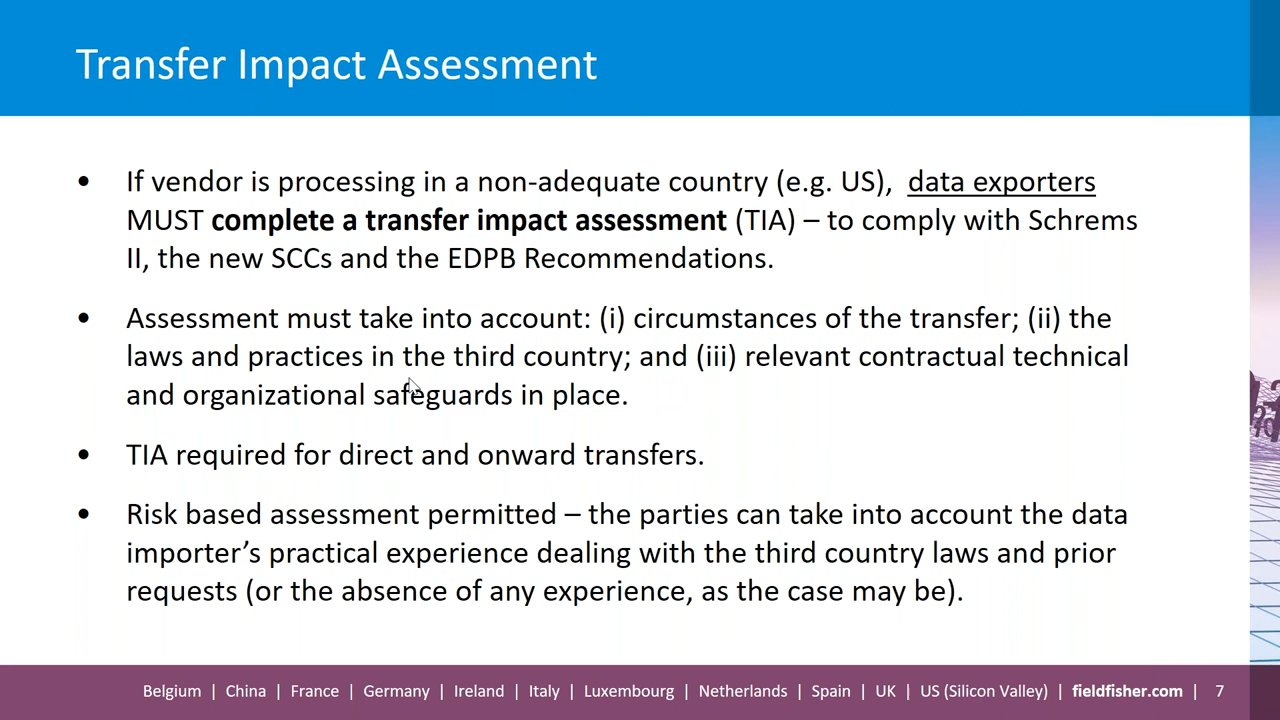 Transfer Impact Assessment
• If vendor is processing in a non-adequate country (e.g. US), data exporters
MUST complete a transfer impact assessment (TIA) – to comply with Schrems
II, the new SCCs and the EDPB Recommendations.
• Assessment must take into account: (i) circumstances of the transfer; (ii) the
laws and practices in the third country; and (iii) relevant contractual technical
and organizational safeguards in place.
• TIA required for direct and onward transfers.
• Risk based assessment permitted – the parties can take into account the data
importer’s practical experience dealing with the third country laws and prior
requests (or the absence of any experience, as the case may be).
Belgium | China | France | Germany | Ireland | Italy | Luxembourg | Netherlands | Spain | UK | US (Silicon Valley) | fieldfisher.com | 7